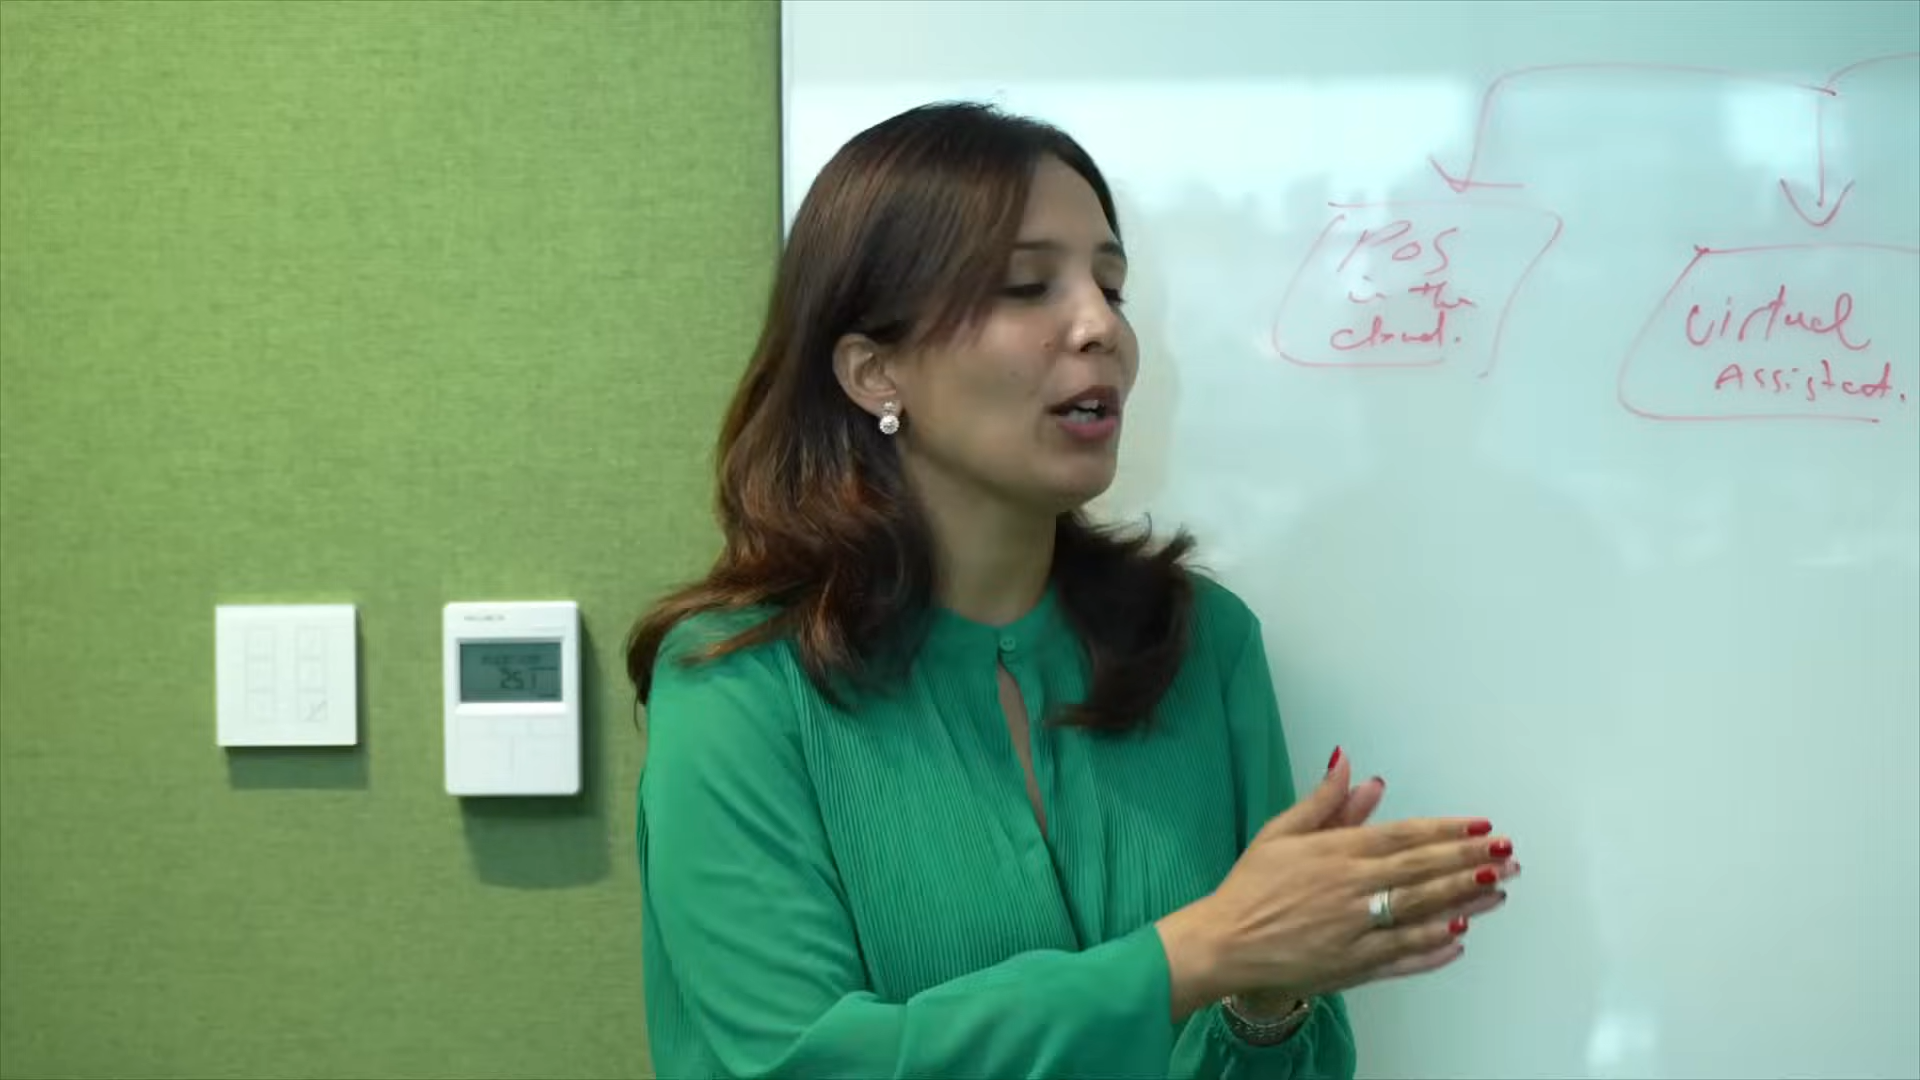 POS
in the
cloud.
Virtual
Assistant.